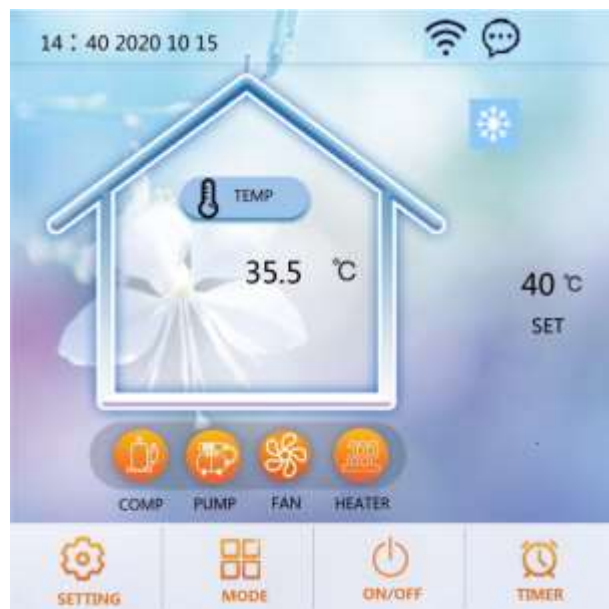 14 : 40 2020 10 15
TEMP
35.5 ℃
40 ℃
SET
COMP PUMP FAN HEATER
SETTING MODE ON/OFF TIMER